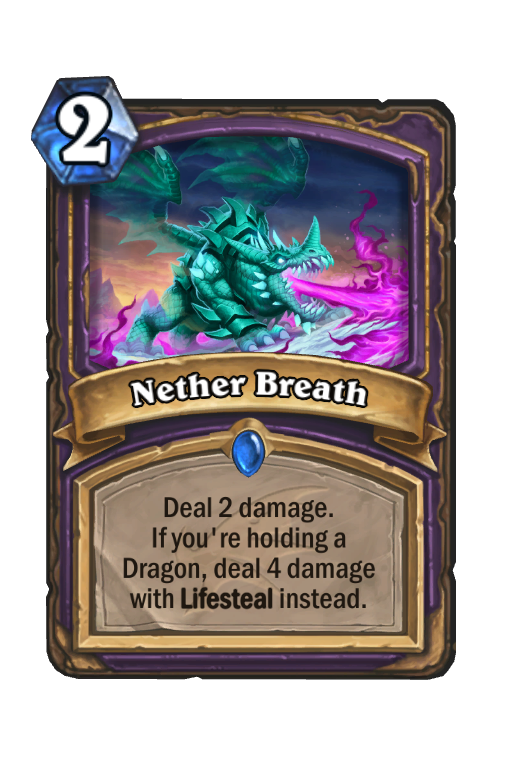 2
Nether Breath
Deal 2 damage.
If you're holding a
Dragon, deal 4 damage
with Lifesteal instead.